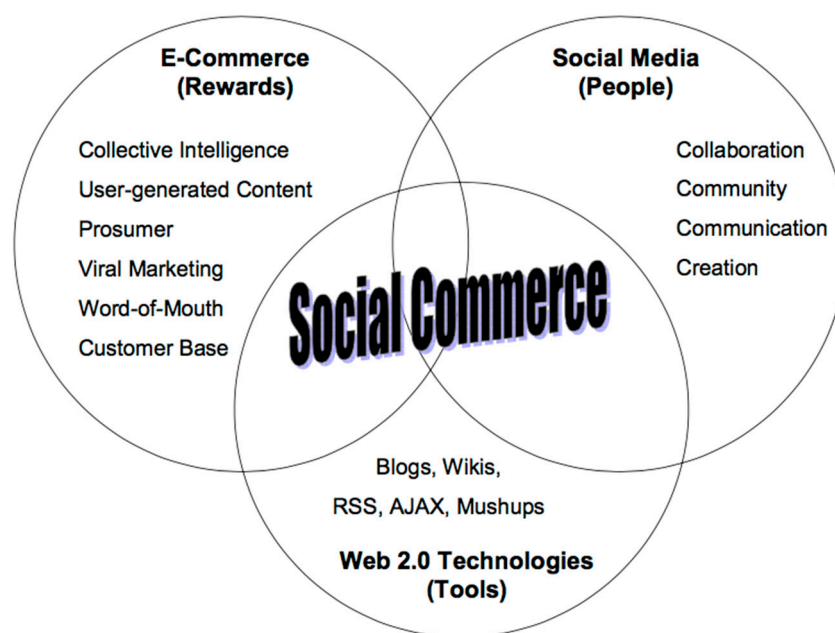 E-Commerce
(Rewards)
Collective Intelligence
User-generated Content
Prosumer
Viral Marketing
Word-of-Mouth
Customer Base
Social Media
(People)
Collaboration
Community
Communication
Creation
Social Commerce
Blogs, Wikis,
RSS, AJAX, Mushups
Web 2.0 Technologies
(Tools)